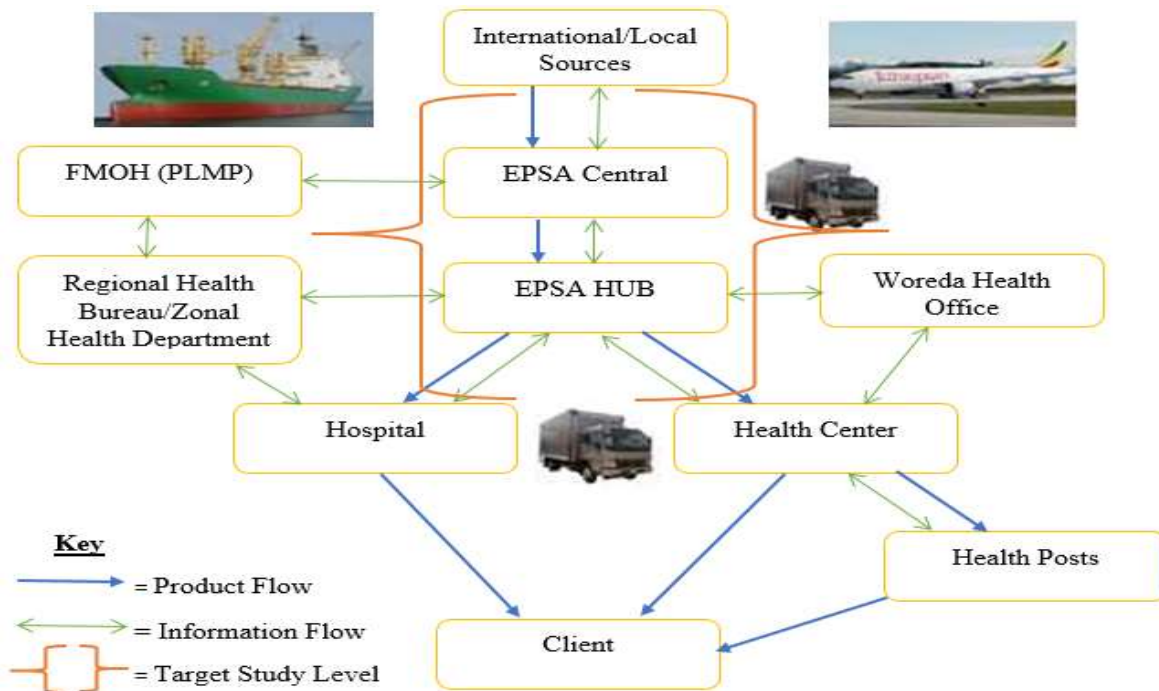 International/Local
Sources
Ethiopian
FMOH (PLMP)
EPSA Central
Regional Health
Bureau/Zonal
Health Department
EPSA HUB
Woreda Health
Office
Hospital
Health Center
Key
= Product Flow
= Information Flow
= Target Study Level
Health Posts
Client